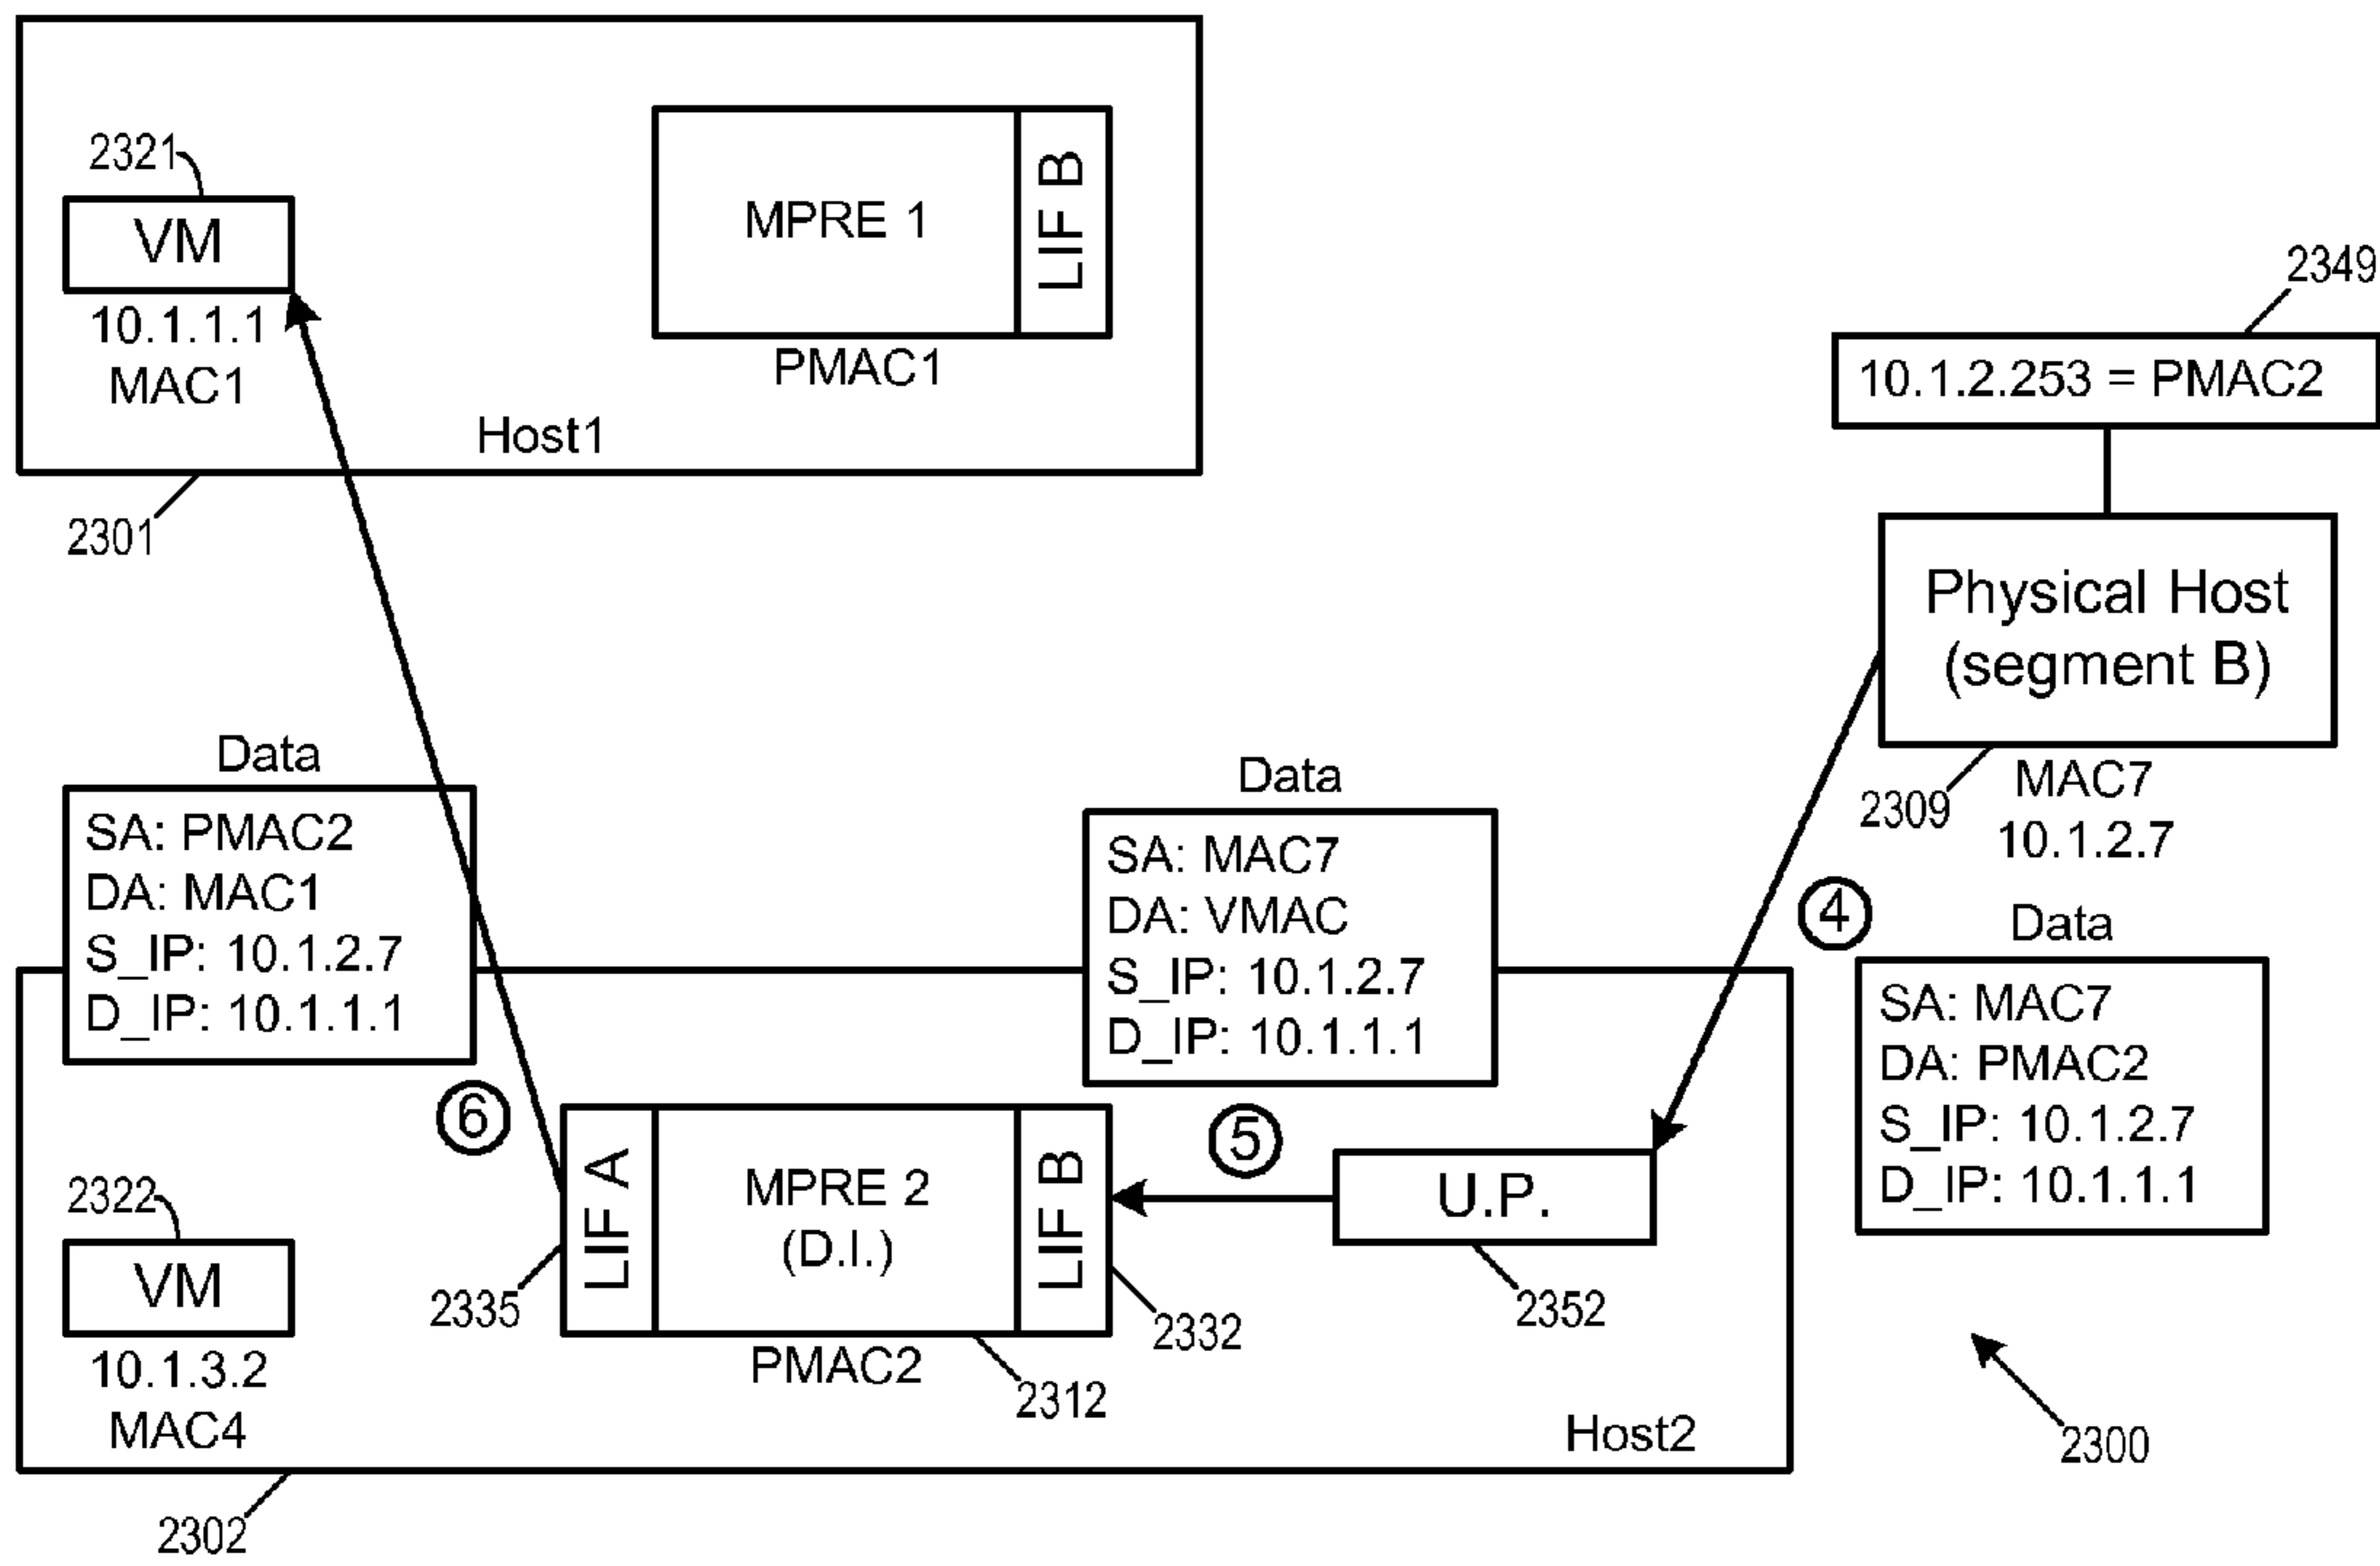 2321
VM
10.1.1.1
MAC1
MPRE 1
LIF B
PMAC1
Host1
2301
2349
10.1.2.253 = PMAC2
Physical Host
(segment B)
2309
MAC7
10.1.2.7
Data
SA: PMAC2
DA: MAC1
S_IP: 10.1.2.7
D_IP: 10.1.1.1
Data
SA: MAC7
DA: VMAC
S_IP: 10.1.2.7
D_IP: 10.1.1.1
4
Data
SA: MAC7
DA: PMAC2
S_IP: 10.1.2.7
D_IP: 10.1.1.1
6
5
2322
VM
10.1.3.2
MAC4
LIF A
MPRE 2
(D.I.)
LIF B
2335
PMAC2
2312
2332
U.P.
2352
Host2
2302
2300